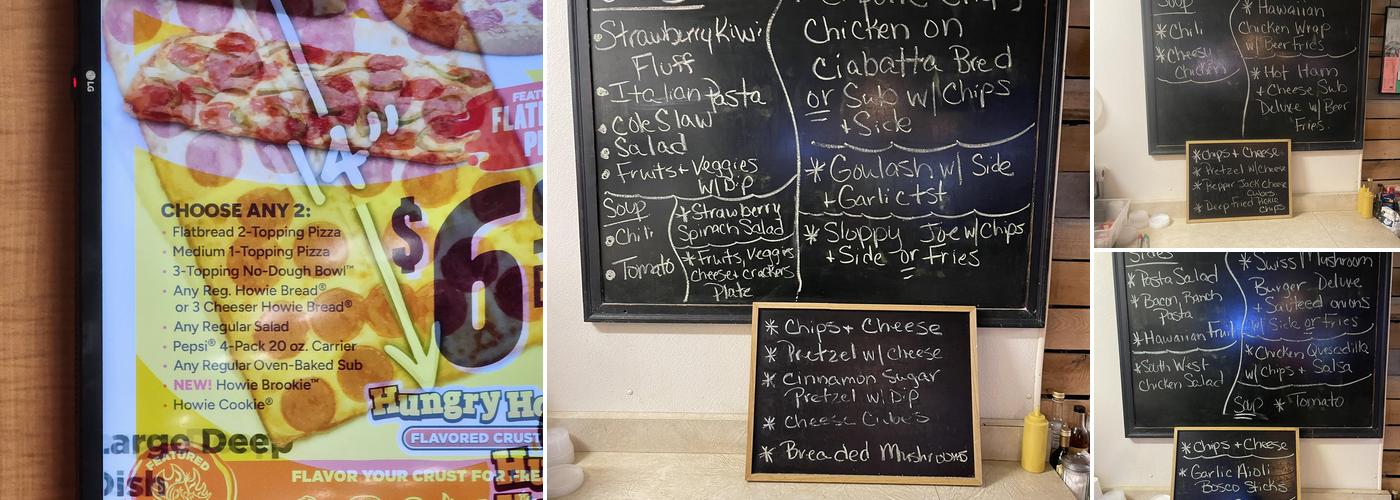 LG
14"
FEAT
FLATB
PI
CHOOSE ANY 2:
$6
• Flatbread 2-Topping Pizza
• Medium 1-Topping Pizza
• 3-Topping No-Dough Bowl™
• Any Reg. Howie Bread®
or 3 Cheeser Howie Bread®
• Any Regular Salad
• Pepsi® 4-Pack 20 oz. Carrier
• Any Regular Oven-Baked Sub
• NEW! Howie Brookie™
• Howie Cookie®
Hungry Ho
FLAVORED CRUST
Large Deep
Dish
FEATURED
FLAVOR YOUR CRUST FOR FRE
• Strawberry Kiwi
Fluff
• Italian Pasta
• Cole Slaw
• Salad
• Fruits + Veggies
w/ Dip
Soup
• Chili
• Tomato
* Strawberry
Spinach Salad
* Fruits, Veggies
cheese + crackers
Plate
Chicken on
Ciabatta Bred
or Sub w/ Chips
+ Side
* Goulash w/ Side
+ Garlic tst
* Sloppy Joe w/ Chips
+ Side or fries
* Chips + Cheese
* Pretzel w/ cheese
* Cinnamon Sugar
Pretzel w/ Dip
* Cheese Cubes
* Breaded Mushrooms
Soup
* Chili
* Cheesy
Chicken
* Hawaiian
Chicken Wrap
w/ Beer Fries
* Hot Ham
+ Cheese Sub
Deluxe w/ Beer
Fries.
* Chips + Cheese
* Pretzel w/ Cheese
* Pepper Jack Cheese
Cubes
* Deep Fried Pickle
Chips
Sides
* Pasta Salad
* Bacon, Ranch
Pasta
* Hawaiian Fruit
* South West
Chicken Salad
* Swiss Mushroom
Burger Deluxe
+ Sauteed onions
w/ Side or fries
* Chicken Quesadilla
w/ Chips + Salsa
Soup * Tomato
* Chips + Cheese
* Garlic Aioli
Bosco Sticks